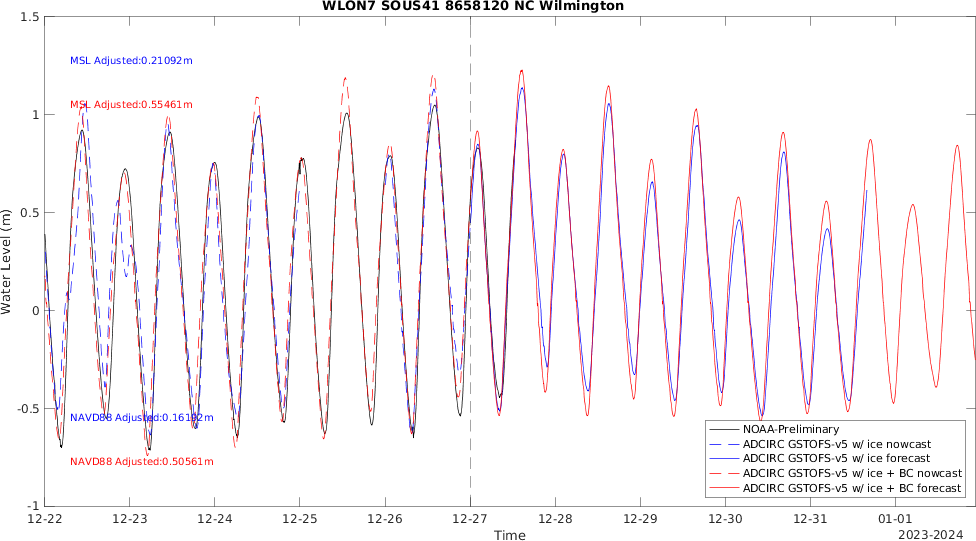 WLON7 SOUS41 8658120 NC Wilmington
1.5
MSL Adjusted:0.21092m
MSL Adjusted:0.55461m
1
0.5
Water Level (m)
0
-0.5
NAVD88 Adjusted:0.16192m
NAVD88 Adjusted:0.50561m
NOAA-Preliminary
ADCIRC GSTOFS-v5 w/ ice nowcast
ADCIRC GSTOFS-v5 w/ ice forecast
ADCIRC GSTOFS-v5 w/ ice + BC nowcast
ADCIRC GSTOFS-v5 w/ ice + BC forecast
-1
12-22 12-23 12-24 12-25 12-26 12-27 12-28 12-29 12-30 12-31 01-01
Time
2023-2024